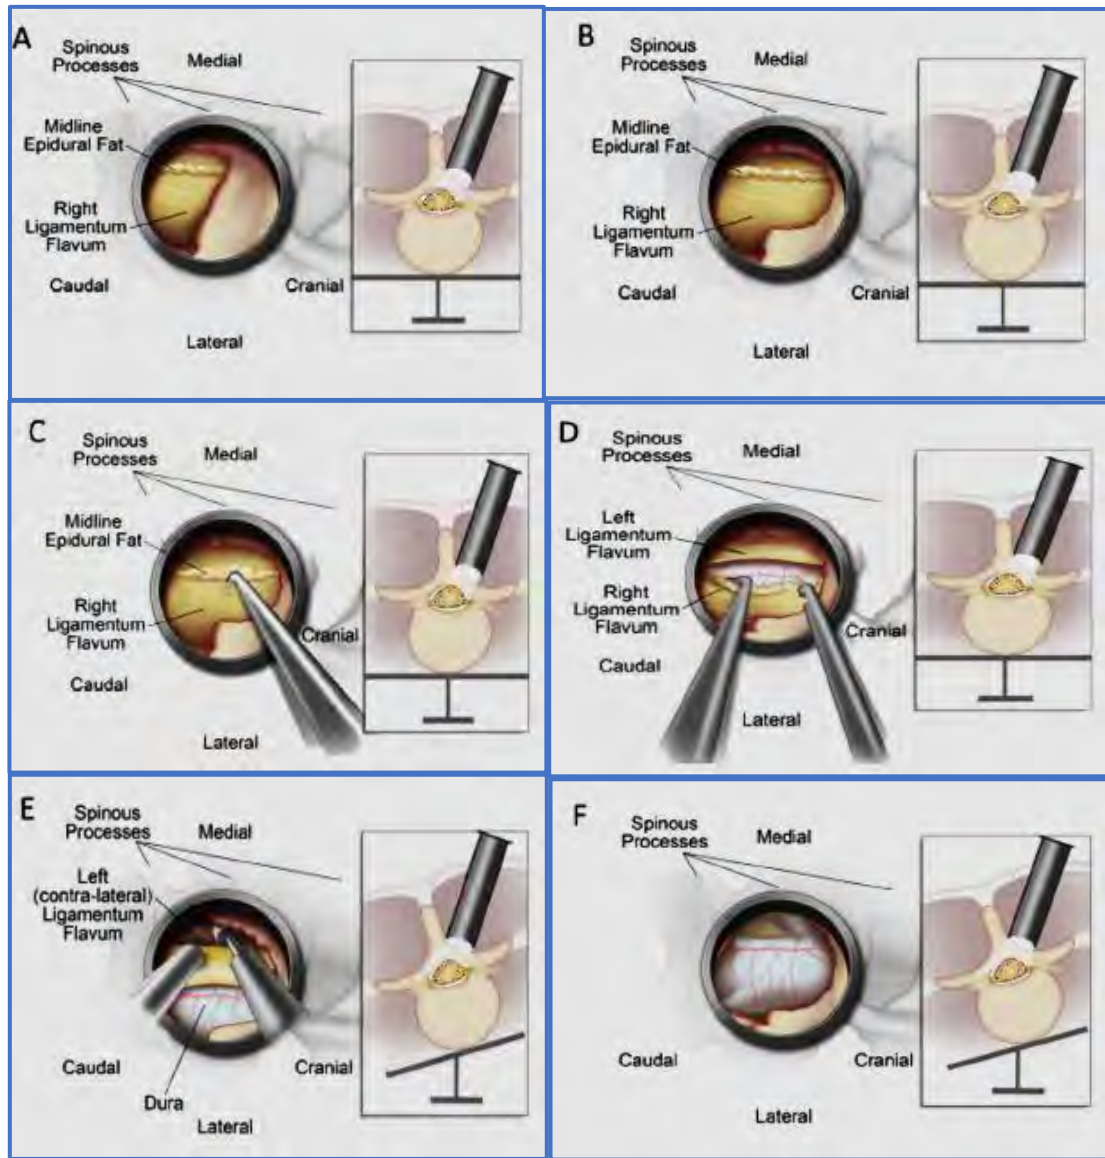 A
Spinous
Processes
Medial
Midline
Epidural Fat
Right
Ligamentum
Flavum
Caudal
Cranial
Lateral
B
Spinous
Processes
Medial
Midline
Epidural Fat
Right
Ligamentum
Flavum
Caudal
Cranial
Lateral
C
Spinous
Processes
Medial
Midline
Epidural Fat
Right
Ligamentum
Flavum
Cranial
Caudal
Lateral
D
Spinous
Processes
Medial
Left
Ligamentum
Flavum
Right
Ligamentum
Flavum
Cranial
Caudal
Lateral
E
Spinous
Processes
Medial
Left
(contra-lateral)
Ligamentum
Flavum
Caudal
Cranial
Dura
Lateral
F
Spinous
Processes
Medial
Caudal
Cranial
Lateral